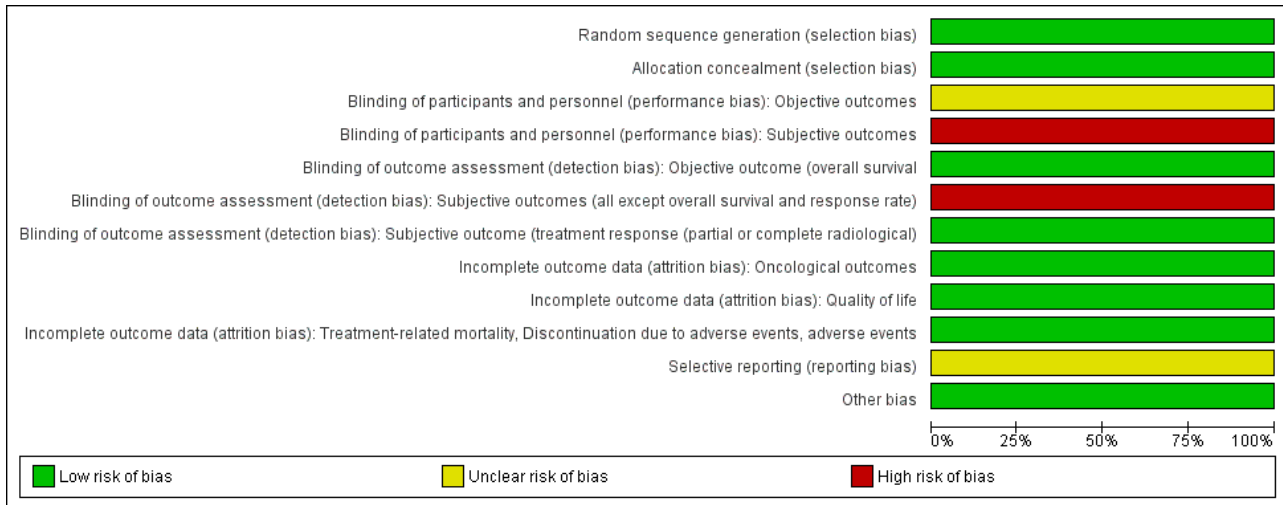 Random sequence generation (selection bias)
Allocation concealment (selection bias)
Blinding of participants and personnel (performance bias): Objective outcomes
Blinding of participants and personnel (performance bias): Subjective outcomes
Blinding of outcome assessment (detection bias): Objective outcome (overall survival
Blinding of outcome assessment (detection bias): Subjective outcomes (all except overall survival and response rate)
Blinding of outcome assessment (detection bias): Subjective outcome (treatment response (partial or complete radiological)
Incomplete outcome data (attrition bias): Oncological outcomes
Incomplete outcome data (attrition bias): Quality of life
Incomplete outcome data (attrition bias): Treatment-related mortality, Discontinuation due to adverse events, adverse events
Selective reporting (reporting bias)
Other bias
0% 25% 50% 75% 100%
Low risk of bias Unclear risk of bias High risk of bias